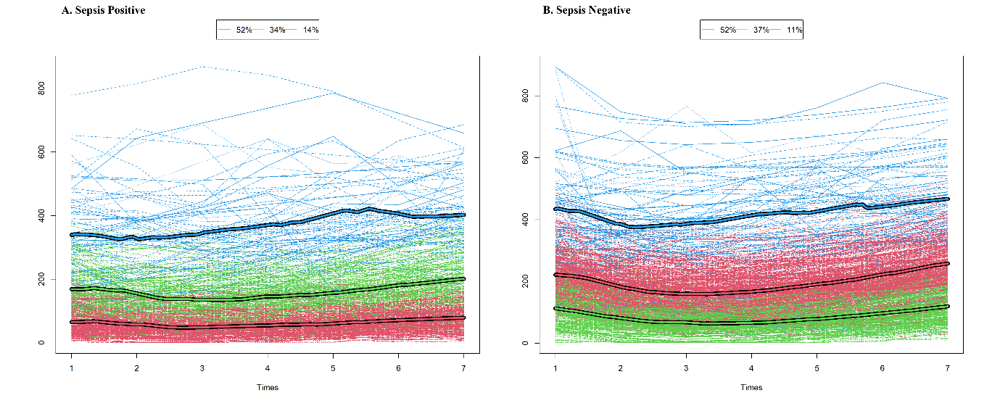 A. Sepsis Positive
52% 34% 14%
800
600
400
200
0
1 2 3 4 5 6 7
Times
B. Sepsis Negative
52% 37% 11%
800
600
400
200
0
1 2 3 4 5 6 7
Times